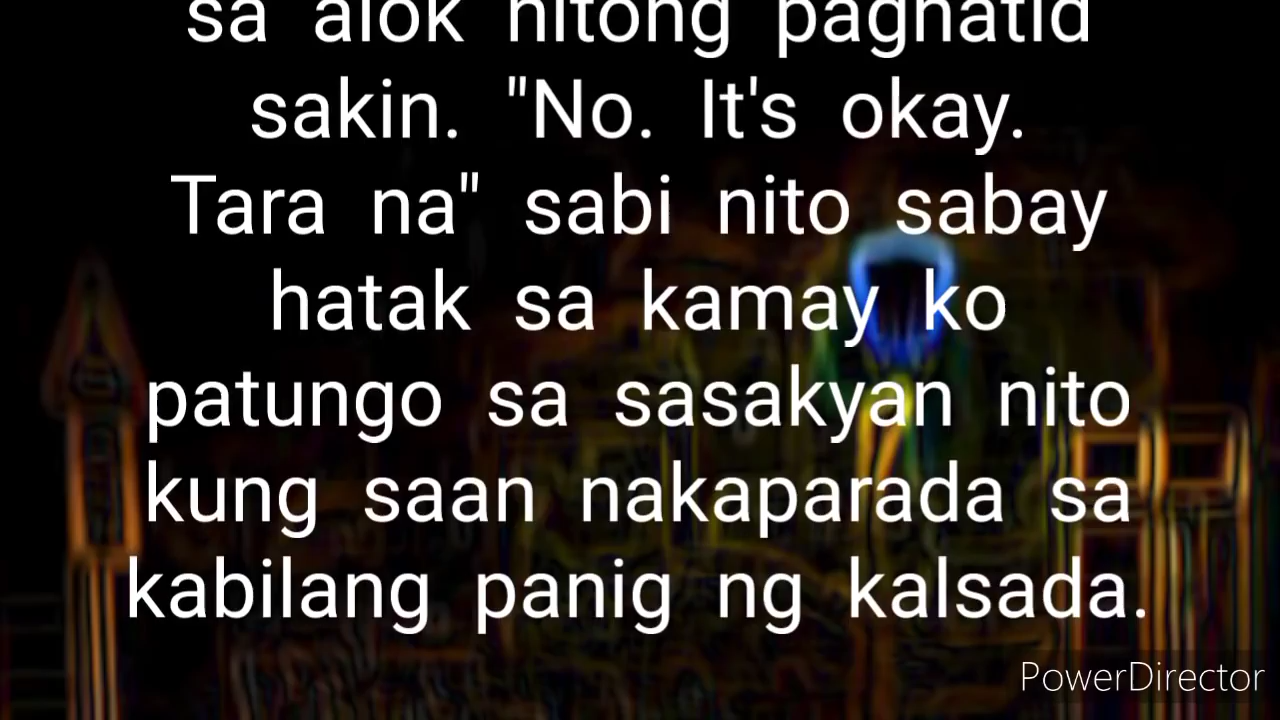 sa alok nitong paghatid
sakin. "No. It's okay.
Tara na" sabi nito sabay
hatak sa kamay ko
patungo sa sasakyan nito
kung saan nakaparada sa
kabilang panig ng kalsada.
PowerDirector